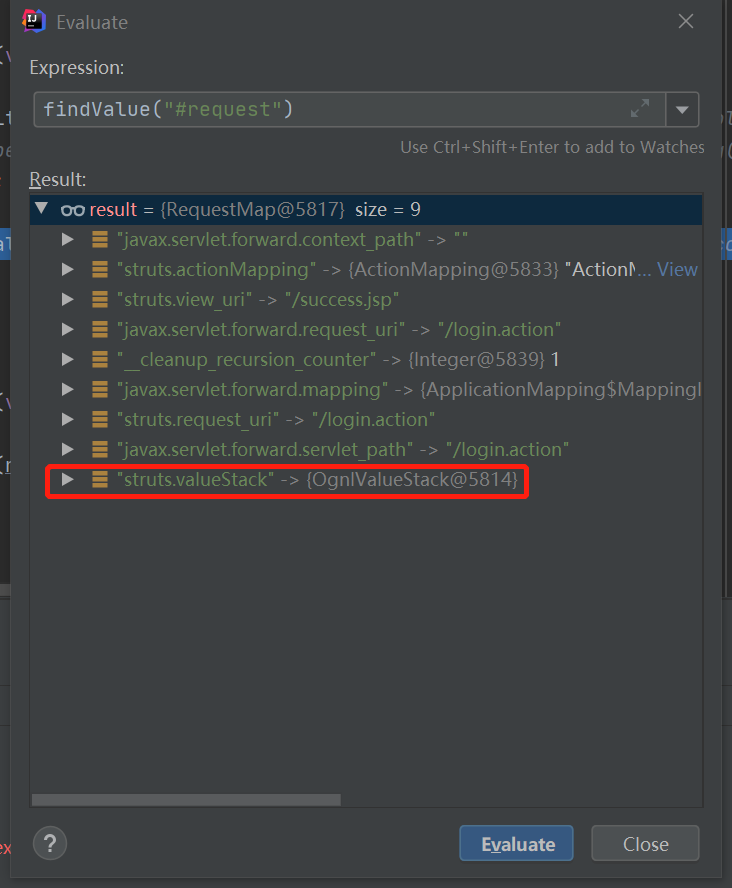 Evaluate
Expression:
findValue("#request")
Use Ctrl+Shift+Enter to add to Watches
Result:
result = {RequestMap@5817} size = 9
"javax.servlet.forward.context_path" -> ""
"struts.actionMapping" -> {ActionMapping@5833} "ActionM... View
"struts.view_uri" -> "/success.jsp"
"javax.servlet.forward.request_uri" -> "/login.action"
"__cleanup_recursion_counter" -> {Integer@5839} 1
"javax.servlet.forward.mapping" -> {ApplicationMapping$MappingI
"struts.request_uri" -> "/login.action"
"javax.servlet.forward.servlet_path" -> "/login.action"
"struts.valueStack" -> {OgnlValueStack@5814}
? Evaluate Close